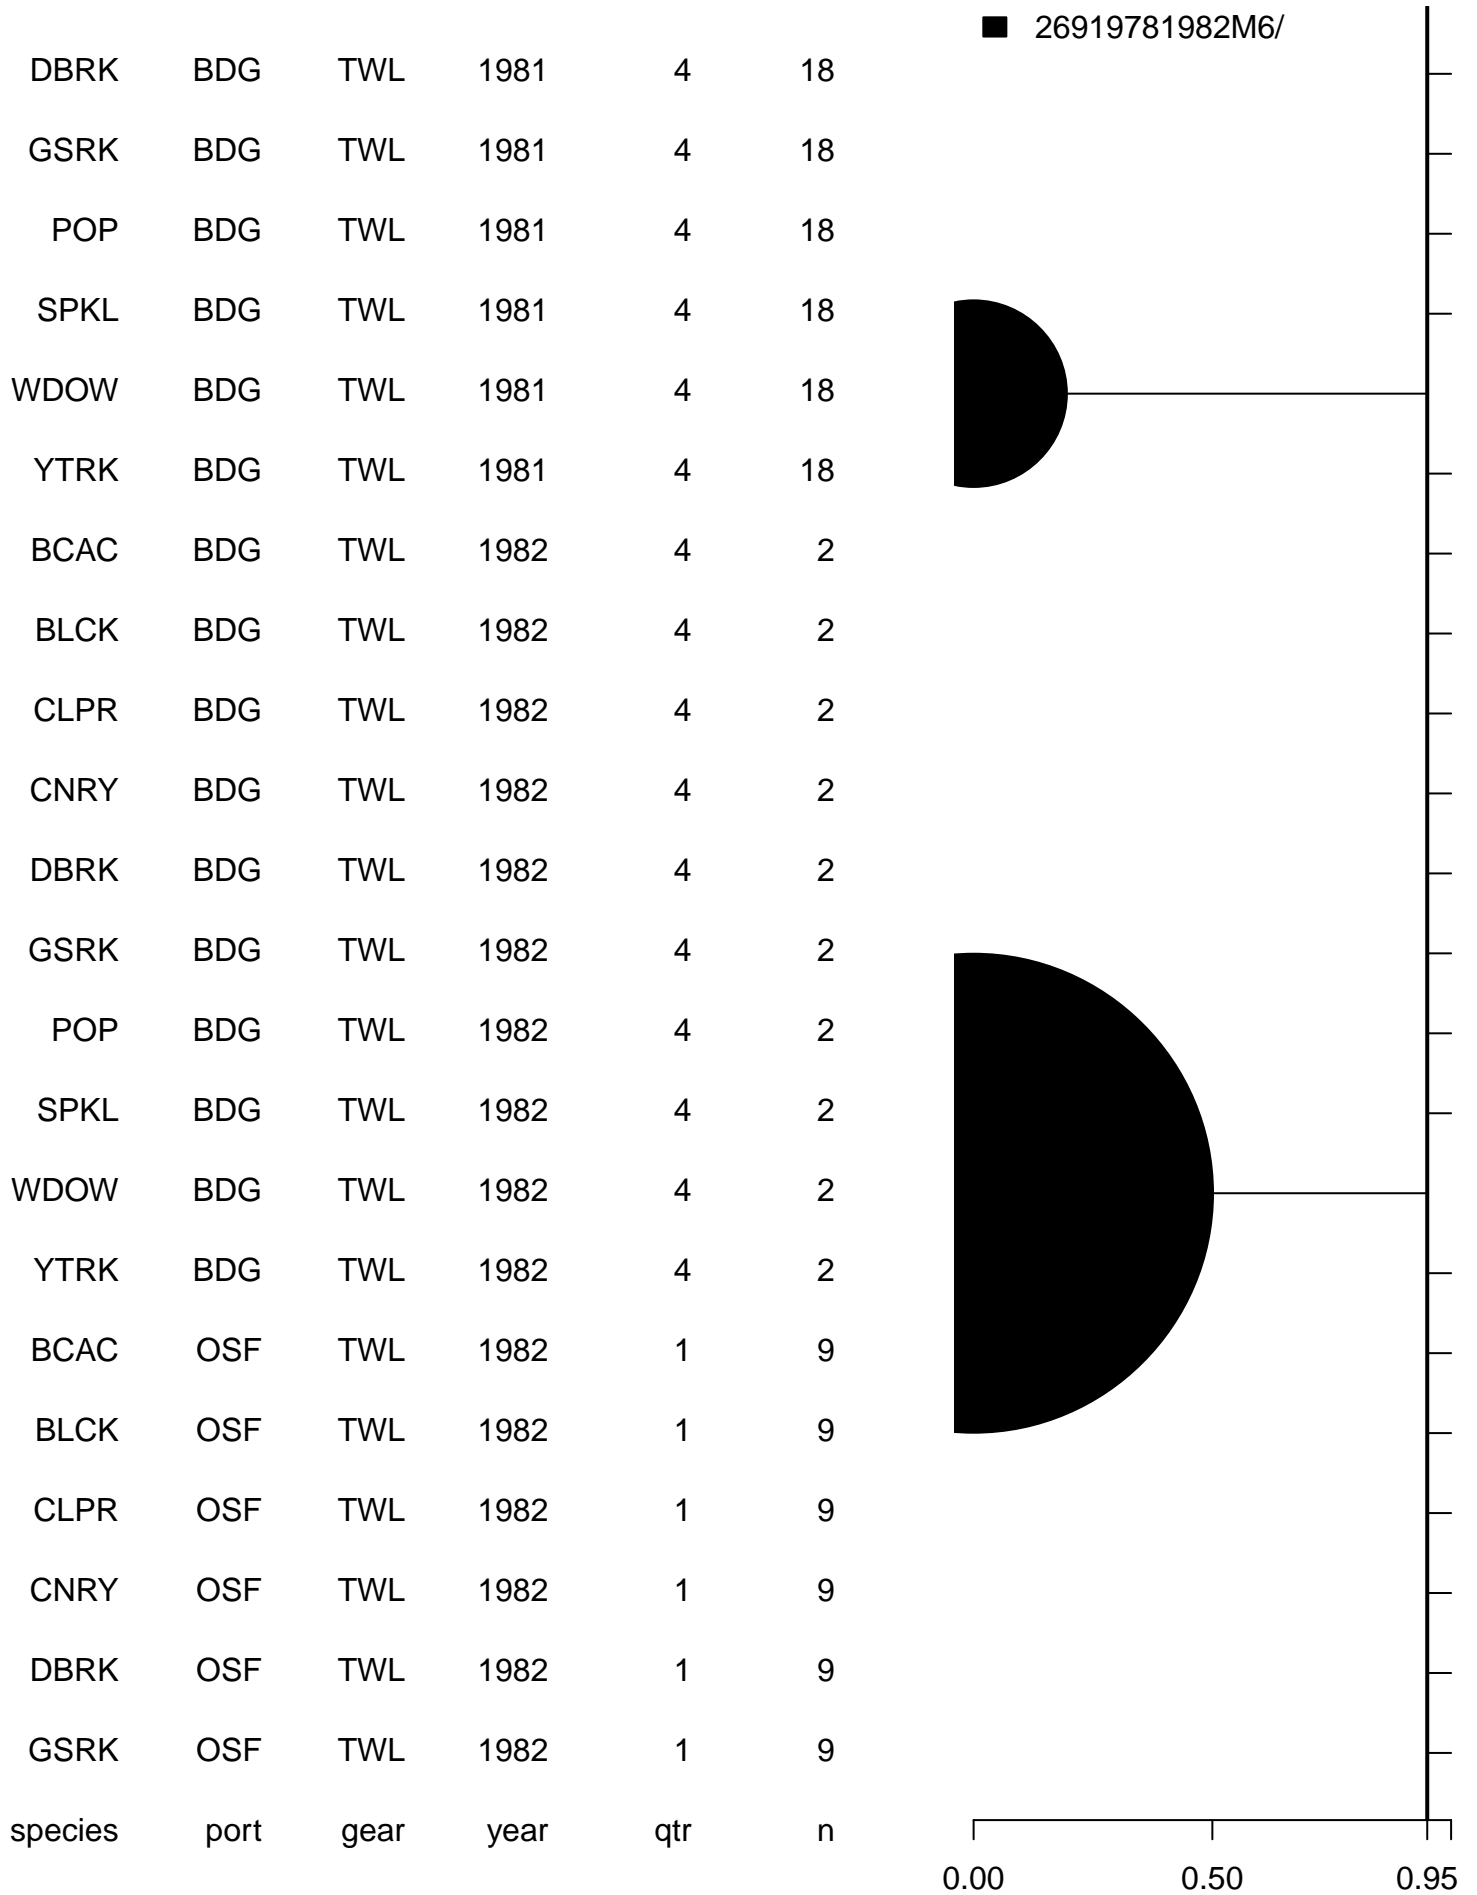 26919781982M6/
DBRK BDG TWL 1981 4 18
GSRK BDG TWL 1981 4 18
POP BDG TWL 1981 4 18
SPKL BDG TWL 1981 4 18
WDOW BDG TWL 1981 4 18
YTRK BDG TWL 1981 4 18
BCAC BDG TWL 1982 4 2
BLCK BDG TWL 1982 4 2
CLPR BDG TWL 1982 4 2
CNRY BDG TWL 1982 4 2
DBRK BDG TWL 1982 4 2
GSRK BDG TWL 1982 4 2
POP BDG TWL 1982 4 2
SPKL BDG TWL 1982 4 2
WDOW BDG TWL 1982 4 2
YTRK BDG TWL 1982 4 2
BCAC OSF TWL 1982 1 9
BLCK OSF TWL 1982 1 9
CLPR OSF TWL 1982 1 9
CNRY OSF TWL 1982 1 9
DBRK OSF TWL 1982 1 9
GSRK OSF TWL 1982 1 9
species port gear year qtr n
0.00 0.50 0.95